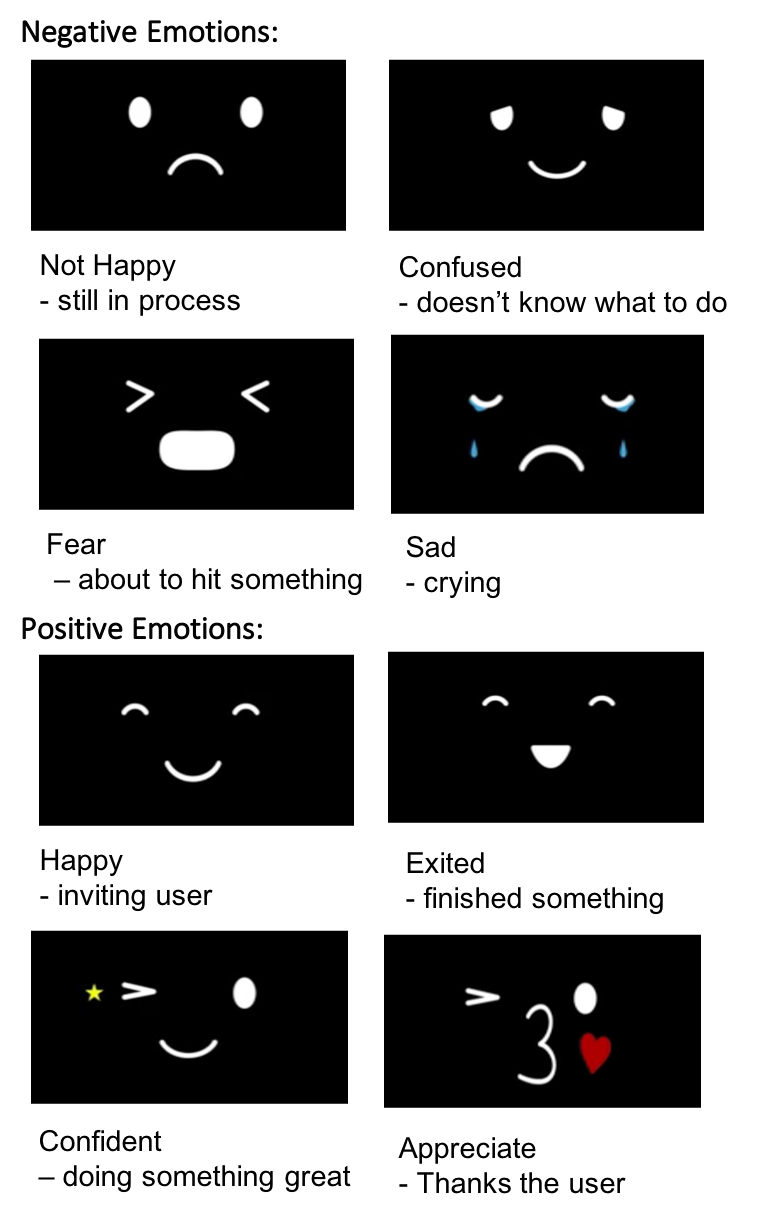 Negative Emotions:
Not Happy
- still in process
Confused
- doesn’t know what to do
Fear
– about to hit something
Sad
- crying
Positive Emotions:
Happy
- inviting user
Exited
- finished something
Confident
– doing something great
Appreciate
- Thanks the user